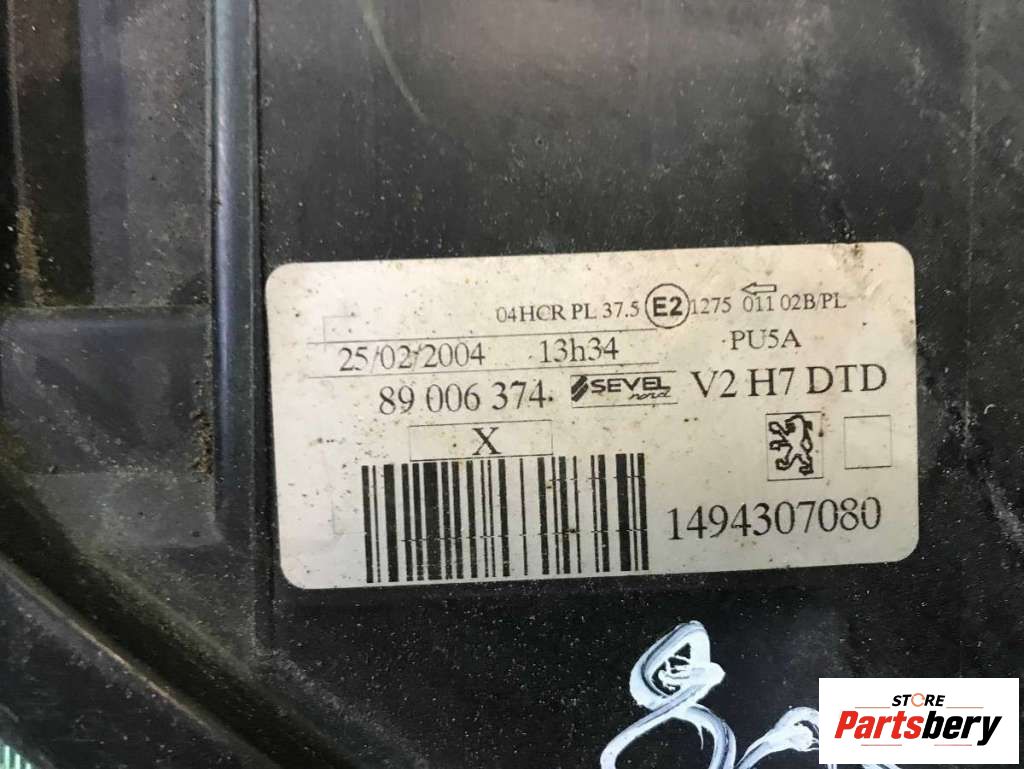 04HCR PL 37.5 E2 1275 011 02B/PL
25/02/2004 13h34 PU5A
89 006 374 SEVEL nord V2 H7 DTD
X
1494307080
STORE
Partsbery